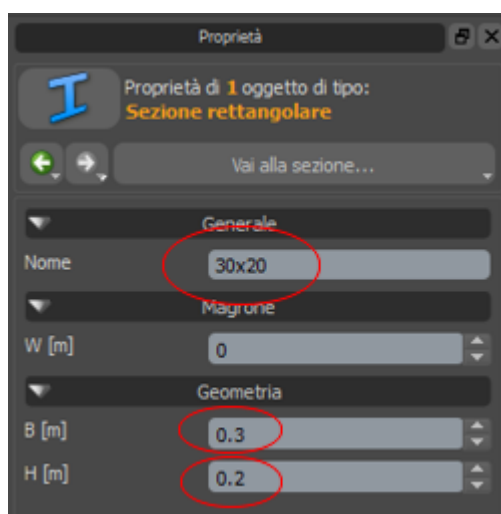 Proprietà
Proprietà di 1 oggetto di tipo:
Sezione rettangolare
Vai alla sezione...
Generale
Nome 30x20
Magrone
W [m] 0
Geometria
B [m] 0.3
H [m] 0.2